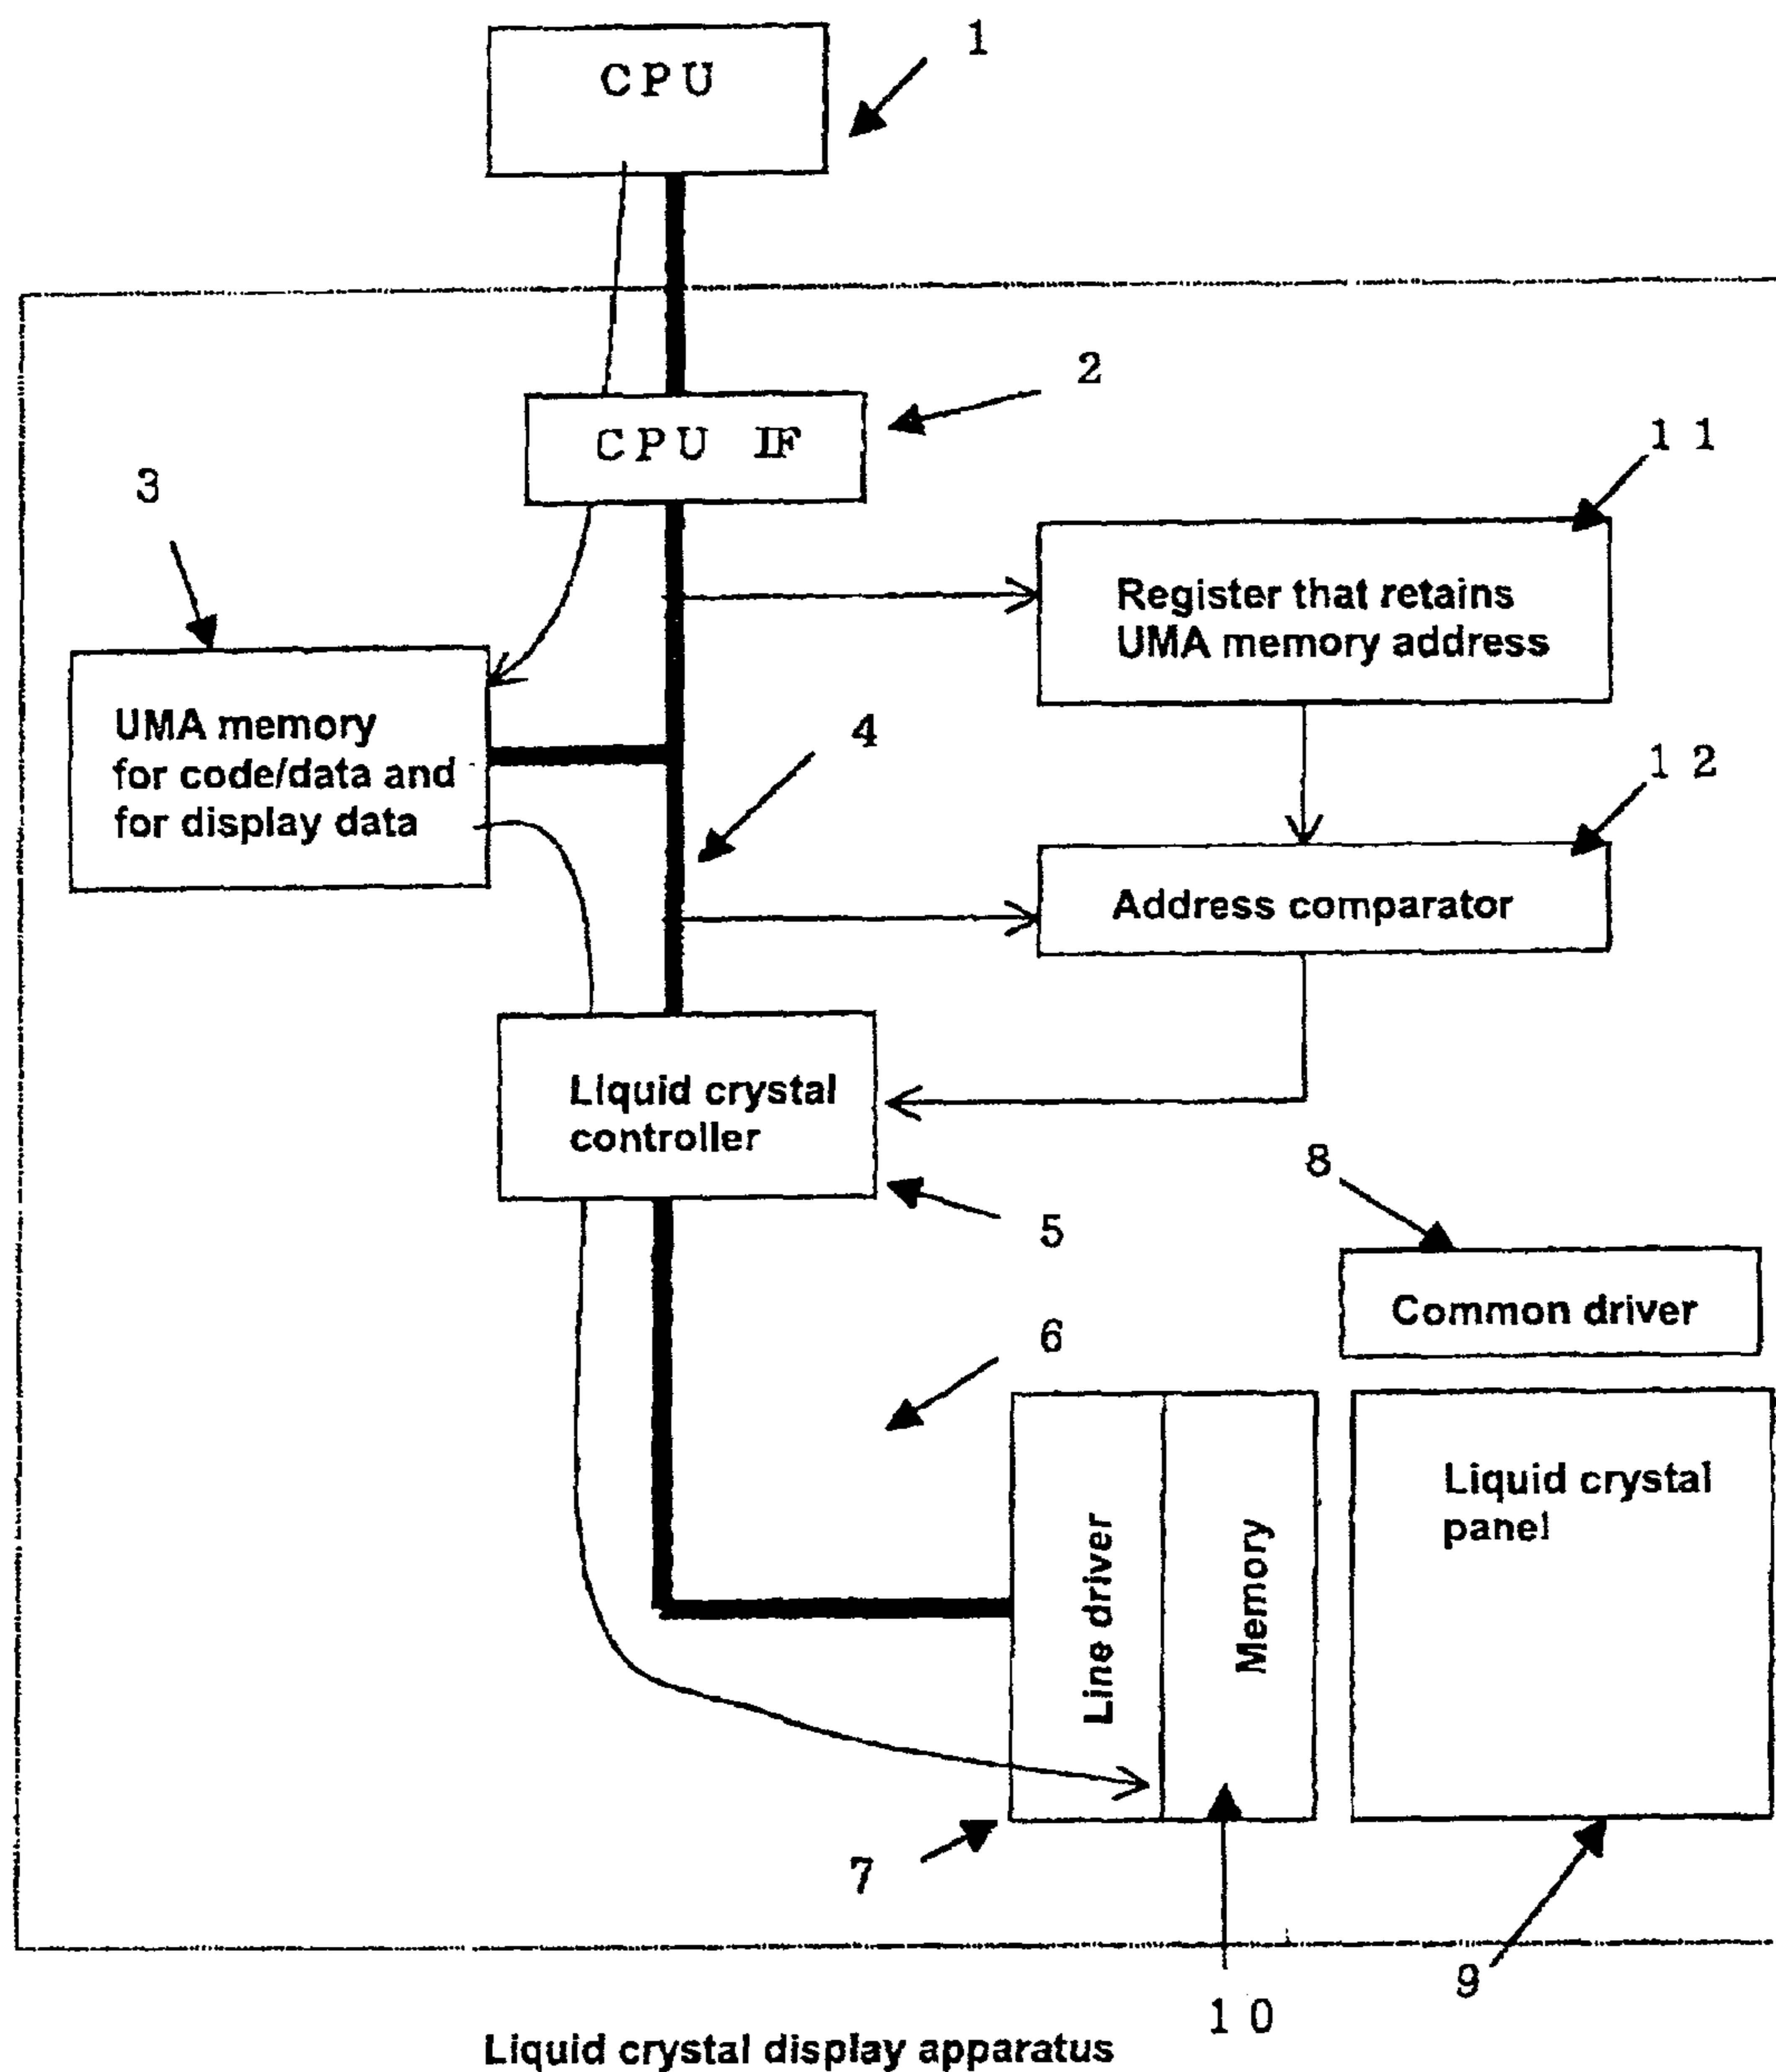 CPU
1
CPU IF
2
3
11
Register that retains
UMA memory address
UMA memory
for code/data and
for display data
4
12
Address comparator
Liquid crystal
controller
5
8
Common driver
6
Line driver
Memory
Liquid crystal
panel
7
10
9
Liquid crystal display apparatus